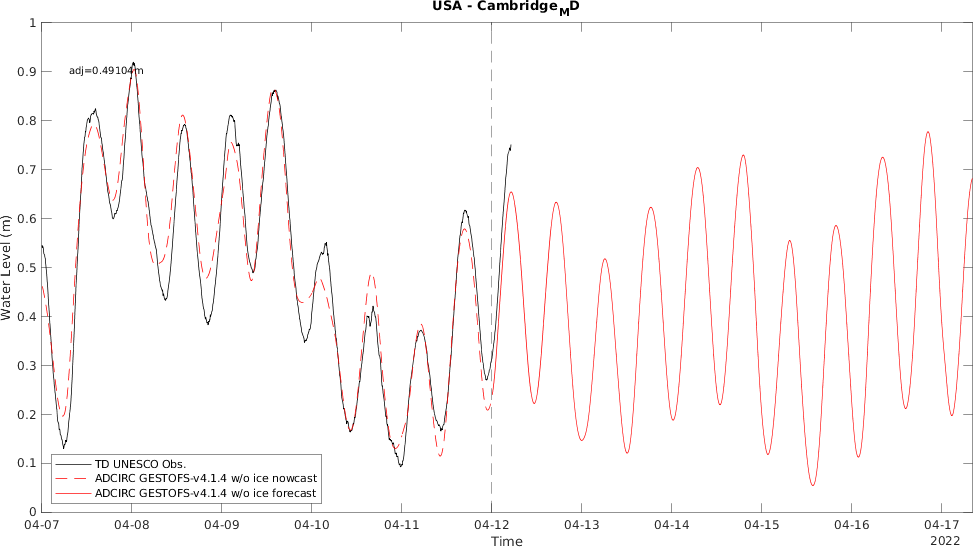 USA - Cambridge_MD
1
0.9
0.8
0.7
0.6
0.5
0.4
0.3
0.2
0.1
0
Water Level (m)
adj=0.49104m
TD UNESCO Obs.
ADCIRC GESTOFS-v4.1.4 w/o ice nowcast
ADCIRC GESTOFS-v4.1.4 w/o ice forecast
04-07 04-08 04-09 04-10 04-11 04-12 04-13 04-14 04-15 04-16 04-17
Time
2022